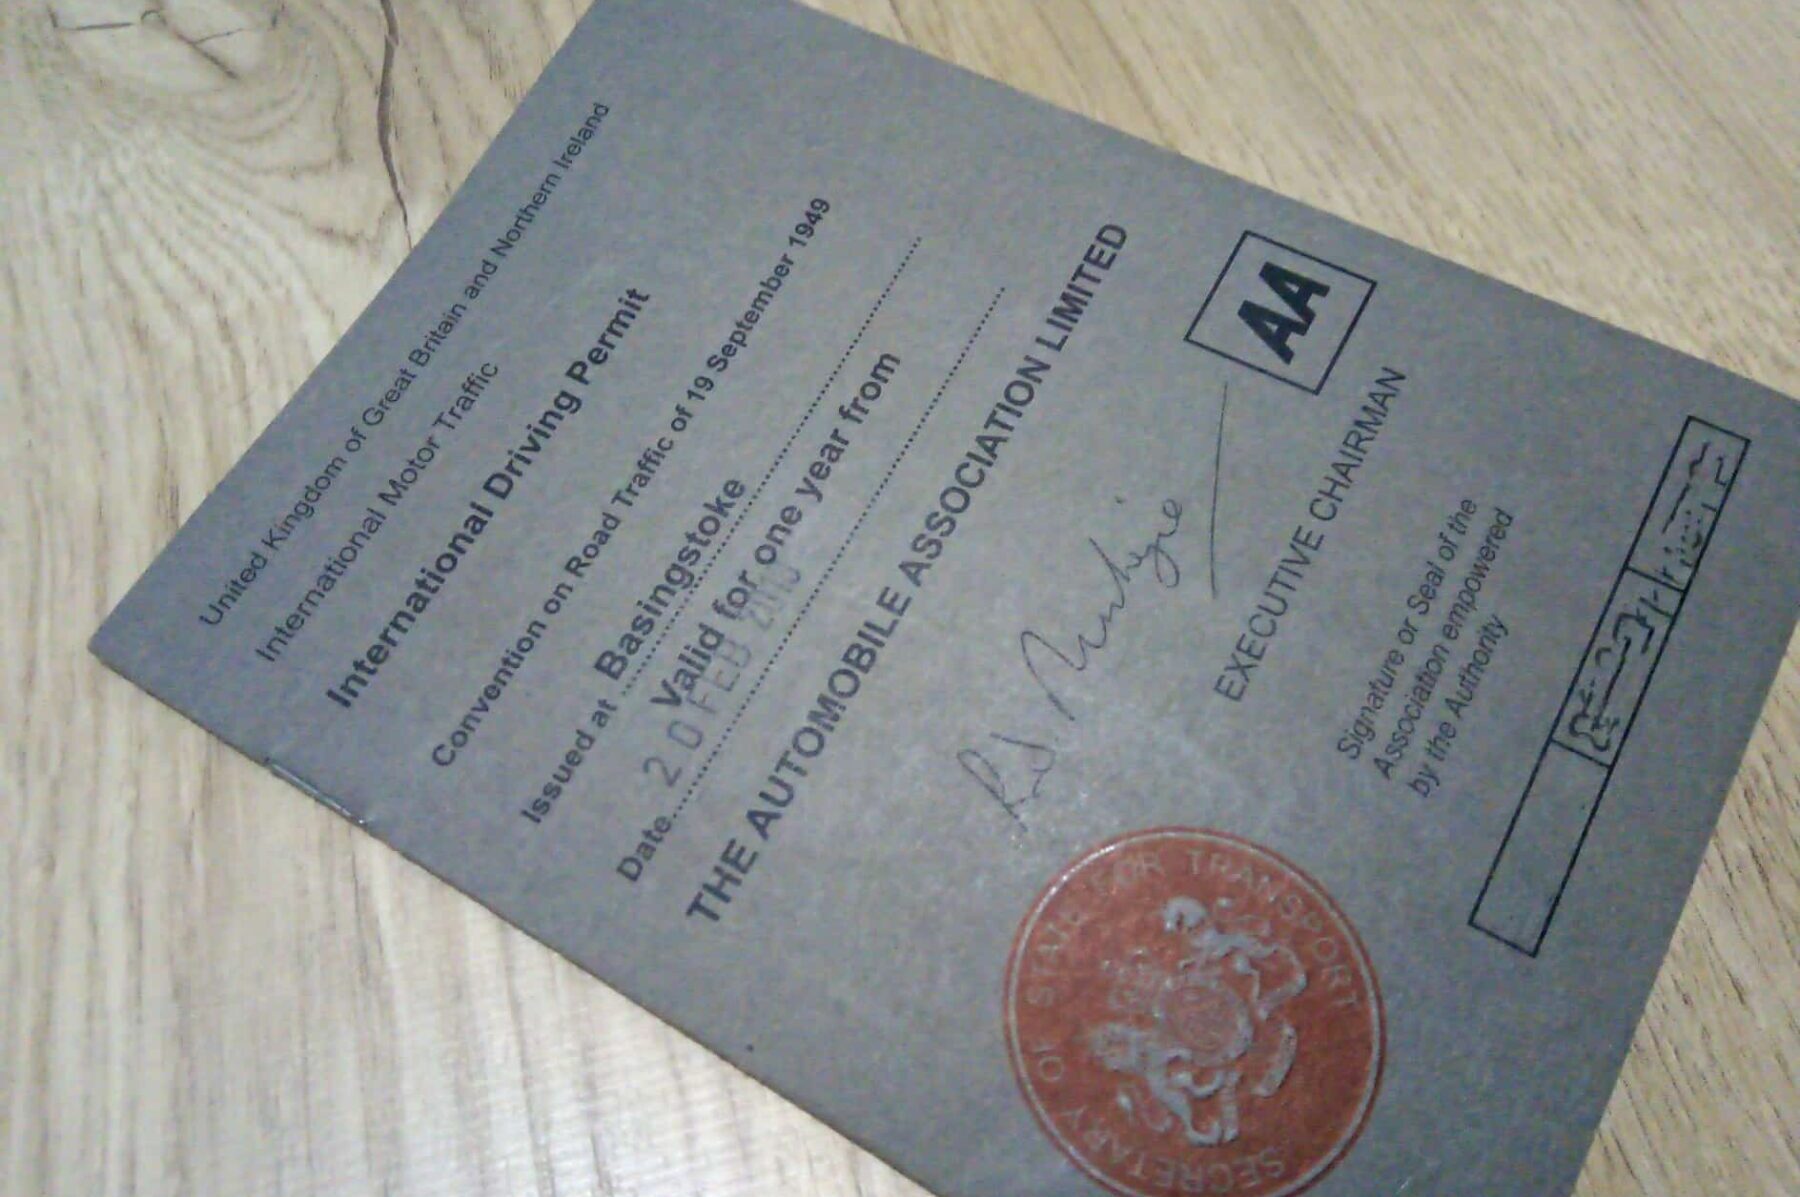 United Kingdom of Great Britain and Northern Ireland
International Motor Traffic
International Driving Permit
Convention on Road Traffic of 19 September 1949
Issued at Basingstoke
Valid for one year from
Date 20 FEB
THE AUTOMOBILE ASSOCIATION LIMITED
AA
EXECUTIVE CHAIRMAN
Signature or Seal of the
Association empowered
by the Authority
SECRETARY OF STATE FOR TRANSPORT